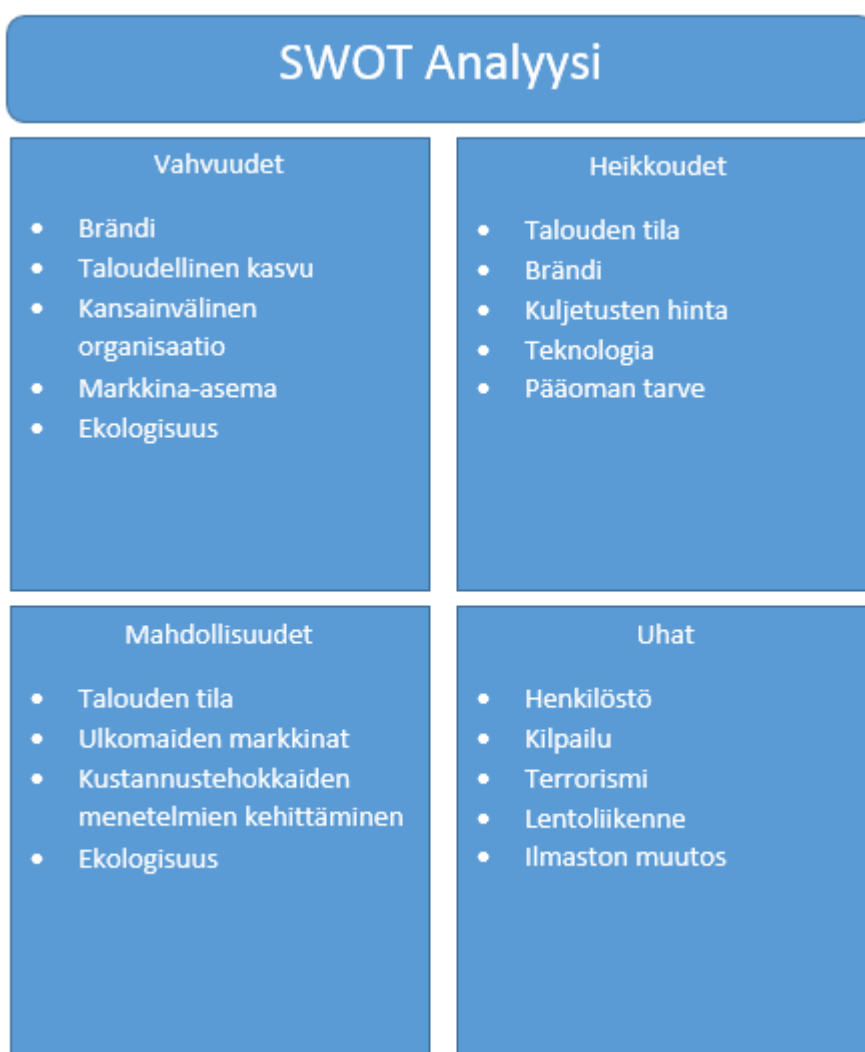 SWOT Analyysi
Vahvuudet
• Brändi
• Taloudellinen kasvu
• Kansainvälinen
organisaatio
• Markkina-asema
• Ekologisuus
Heikkoudet
• Talouden tila
• Brändi
• Kuljetusten hinta
• Teknologia
• Pääoman tarve
Mahdollisuudet
• Talouden tila
• Ulkomaiden markkinat
• Kustannustehokkaiden
menetelmien kehittäminen
• Ekologisuus
Uhat
• Henkilöstö
• Kilpailu
• Terrorismi
• Lentoliikenne
• Ilmaston muutos